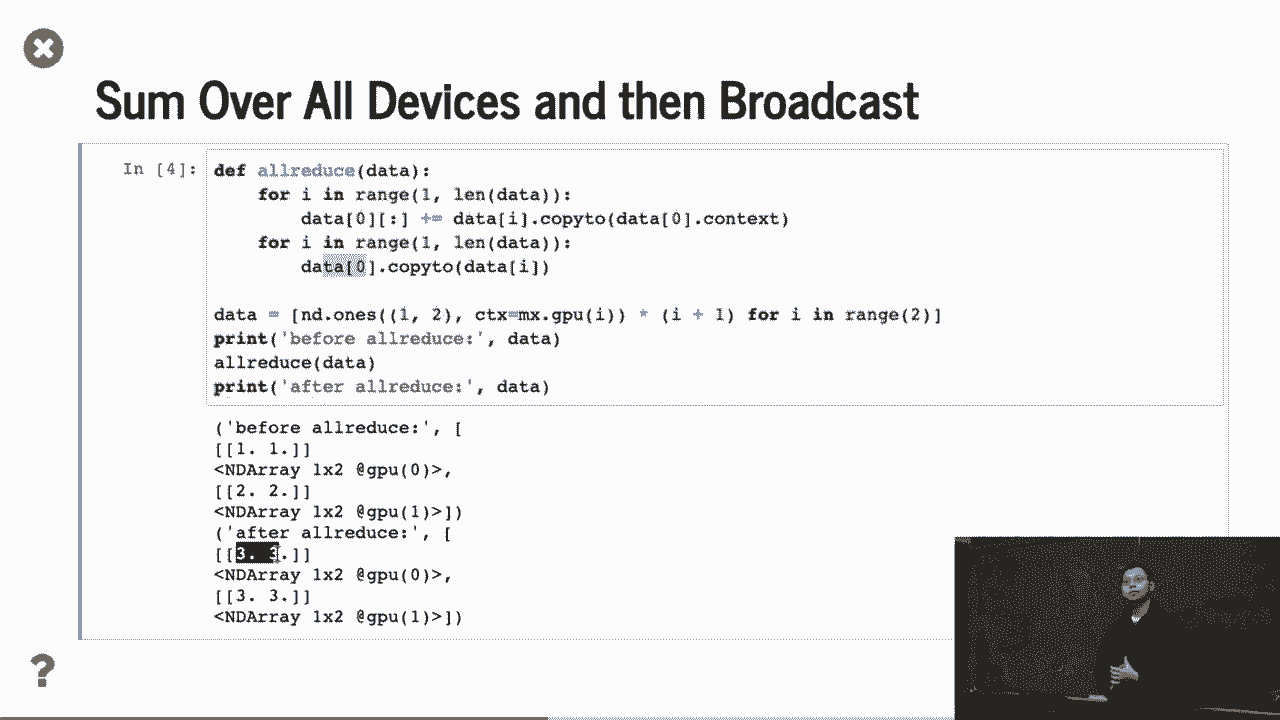 Sum Over All Devices and then Broadcast
In [4]:
def allreduce(data):
    for i in range(1, len(data)):
        data[0][:] += data[i].copyto(data[0].context)
    for i in range(1, len(data)):
        data[0].copyto(data[i])
data = [nd.ones((1, 2), ctx=mx.gpu(i)) * (i + 1) for i in range(2)]
print('before allreduce:', data)
allreduce(data)
print('after allreduce:', data)
('before allreduce:', [
[[1. 1.]]
<NDArray 1x2 @gpu(0)>,
[[2. 2.]]
<NDArray 1x2 @gpu(1)>])
('after allreduce:', [
[[3. 3.]]
<NDArray 1x2 @gpu(0)>,
[[3. 3.]]
<NDArray 1x2 @gpu(1)>])
?